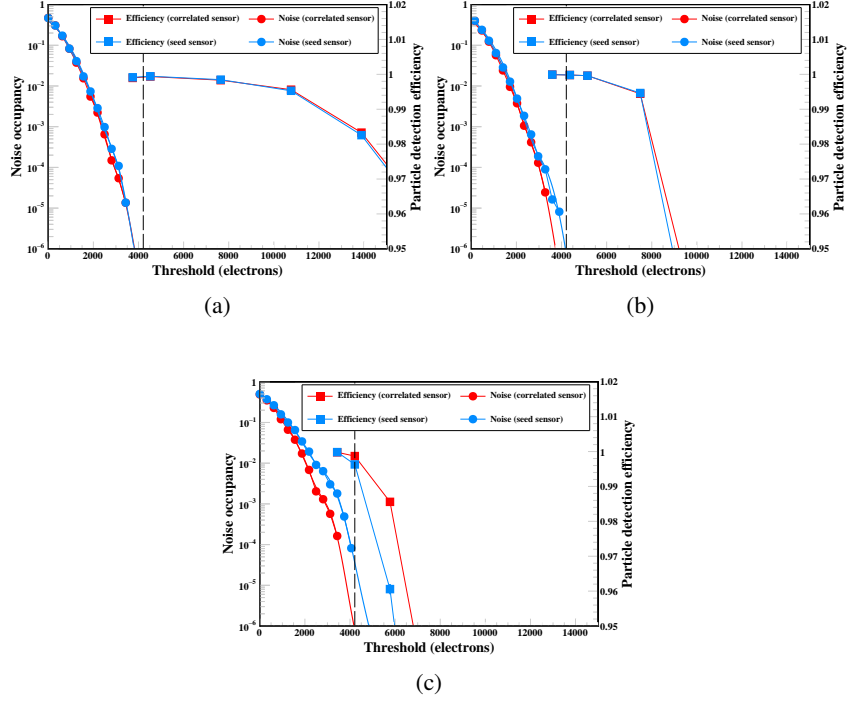 Efficiency (correlated sensor) Noise (correlated sensor)
Efficiency (seed sensor) Noise (seed sensor)
Noise occupancy
1
10⁻¹
10⁻²
10⁻³
10⁻⁴
10⁻⁵
10⁻⁶
Particle detection efficiency
1.02
1.01
1
0.99
0.98
0.97
0.96
0.95
0 2000 4000 6000 8000 10000 12000 14000
Threshold (electrons)
(a)
Efficiency (correlated sensor) Noise (correlated sensor)
Efficiency (seed sensor) Noise (seed sensor)
Noise occupancy
1
10⁻¹
10⁻²
10⁻³
10⁻⁴
10⁻⁵
10⁻⁶
Particle detection efficiency
1.02
1.01
1
0.99
0.98
0.97
0.96
0.95
0 2000 4000 6000 8000 10000 12000 14000
Threshold (electrons)
(b)
Efficiency (correlated sensor) Noise (correlated sensor)
Efficiency (seed sensor) Noise (seed sensor)
Noise occupancy
1
10⁻¹
10⁻²
10⁻³
10⁻⁴
10⁻⁵
10⁻⁶
Particle detection efficiency
1.02
1.01
1
0.99
0.98
0.97
0.96
0.95
0 2000 4000 6000 8000 10000 12000 14000
Threshold (electrons)
(c)